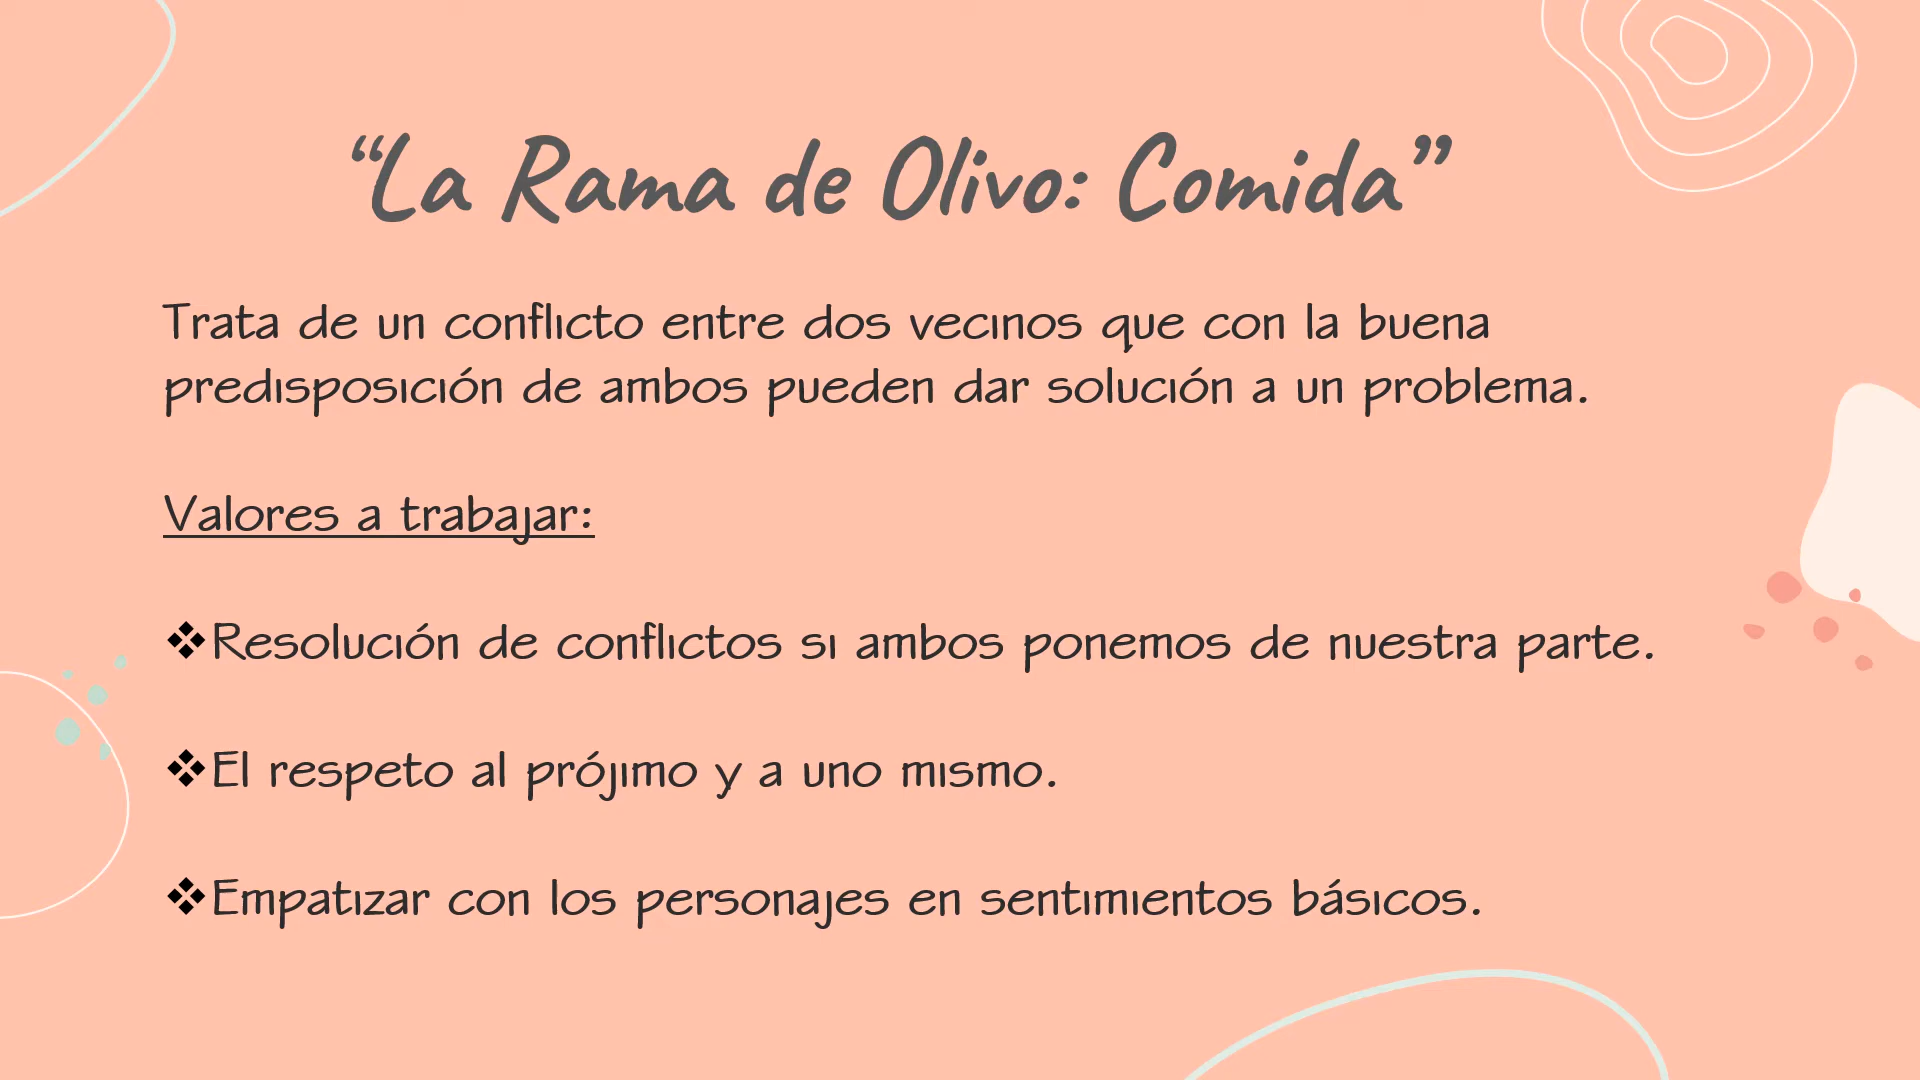 “La Rama de Olivo: Comida”
Trata de un conflicto entre dos vecinos que con la buena
predisposición de ambos pueden dar solución a un problema.
Valores a trabajar:
❖Resolución de conflictos si ambos ponemos de nuestra parte.
❖El respeto al prójimo y a uno mismo.
❖Empatizar con los personajes en sentimientos básicos.